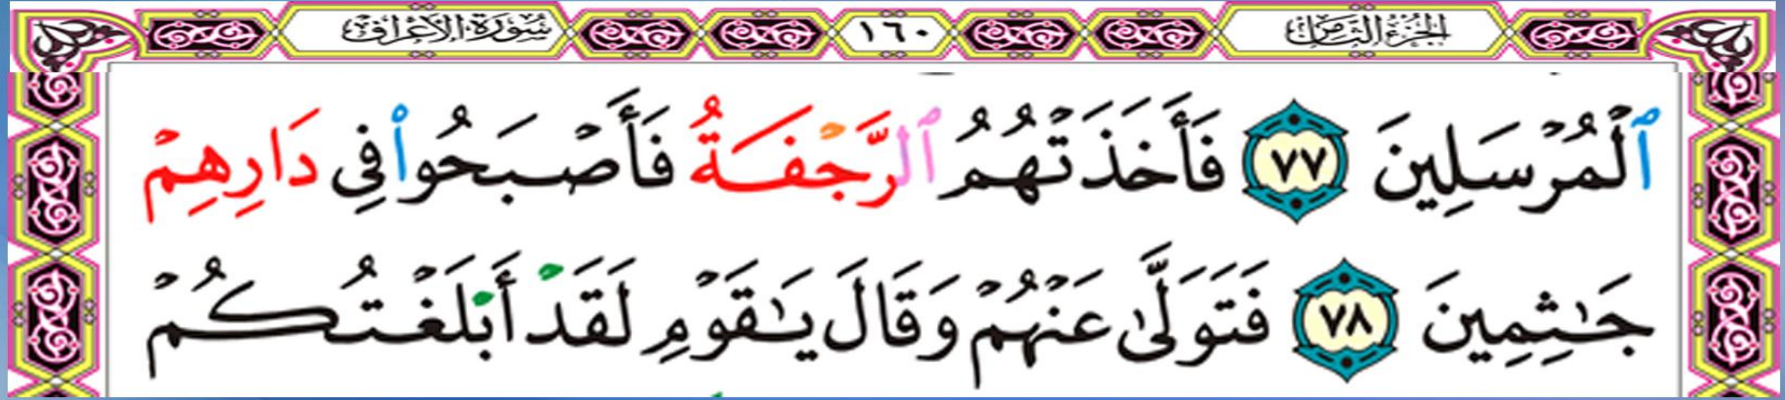 الجزء الثامن ١٦٠ سورة الأعراف
ٱلْمُرْسَلِينَ ٧٧ فَأَخَذَتْهُمُ ٱلرَّجْفَةُ فَأَصْبَحُوا۟ فِى دَارِهِمْ
جَـٰثِمِينَ ٧٨ فَتَوَلَّىٰ عَنْهُمْ وَقَالَ يَـٰقَوْمِ لَقَدْ أَبْلَغْتُكُمْ